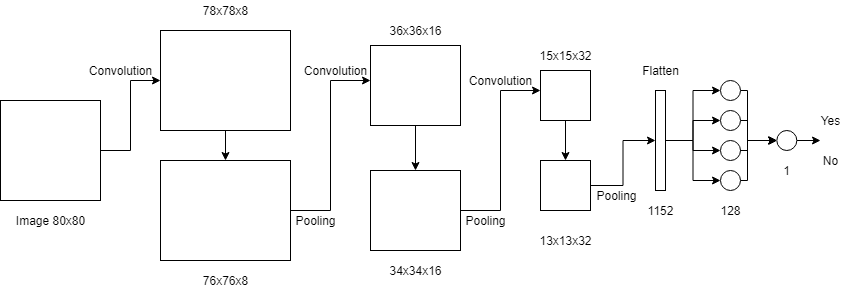 78x78x8
36x36x16
15x15x32
Convolution
Convolution
Convolution
Flatten
Yes
No
Image 80x80
Pooling
Pooling
Pooling
1
1152
128
13x13x32
76x76x8
34x34x16